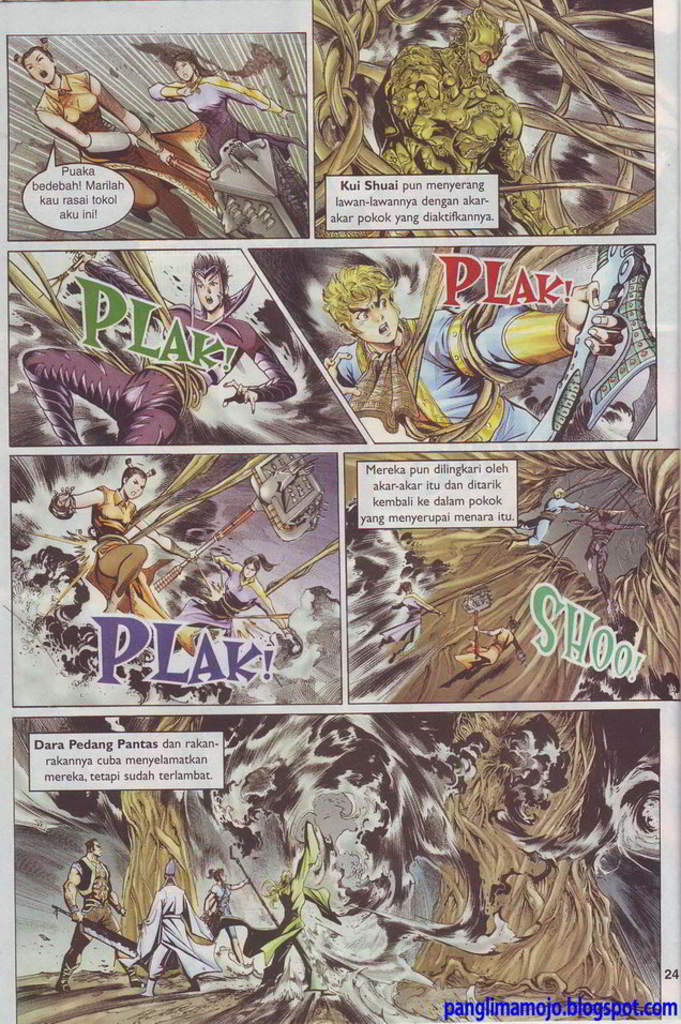 Puaka
bedebah! Marilah
kau rasai tokol
aku ini!
Kui Shuai pun menyerang
lawan-lawannya dengan akar-
akar pokok yang diaktifkannya.
PLAK!
PLAK!
PLAK!
Mereka pun dilingkari oleh
akar-akar itu dan ditarik
kembali ke dalam pokok
yang menyerupai menara itu.
SHOO!
Dara Pedang Pantas dan rakan-
rakannya cuba menyelamatkan
mereka, tetapi sudah terlambat.
24
panglimamojo.blogspot.com